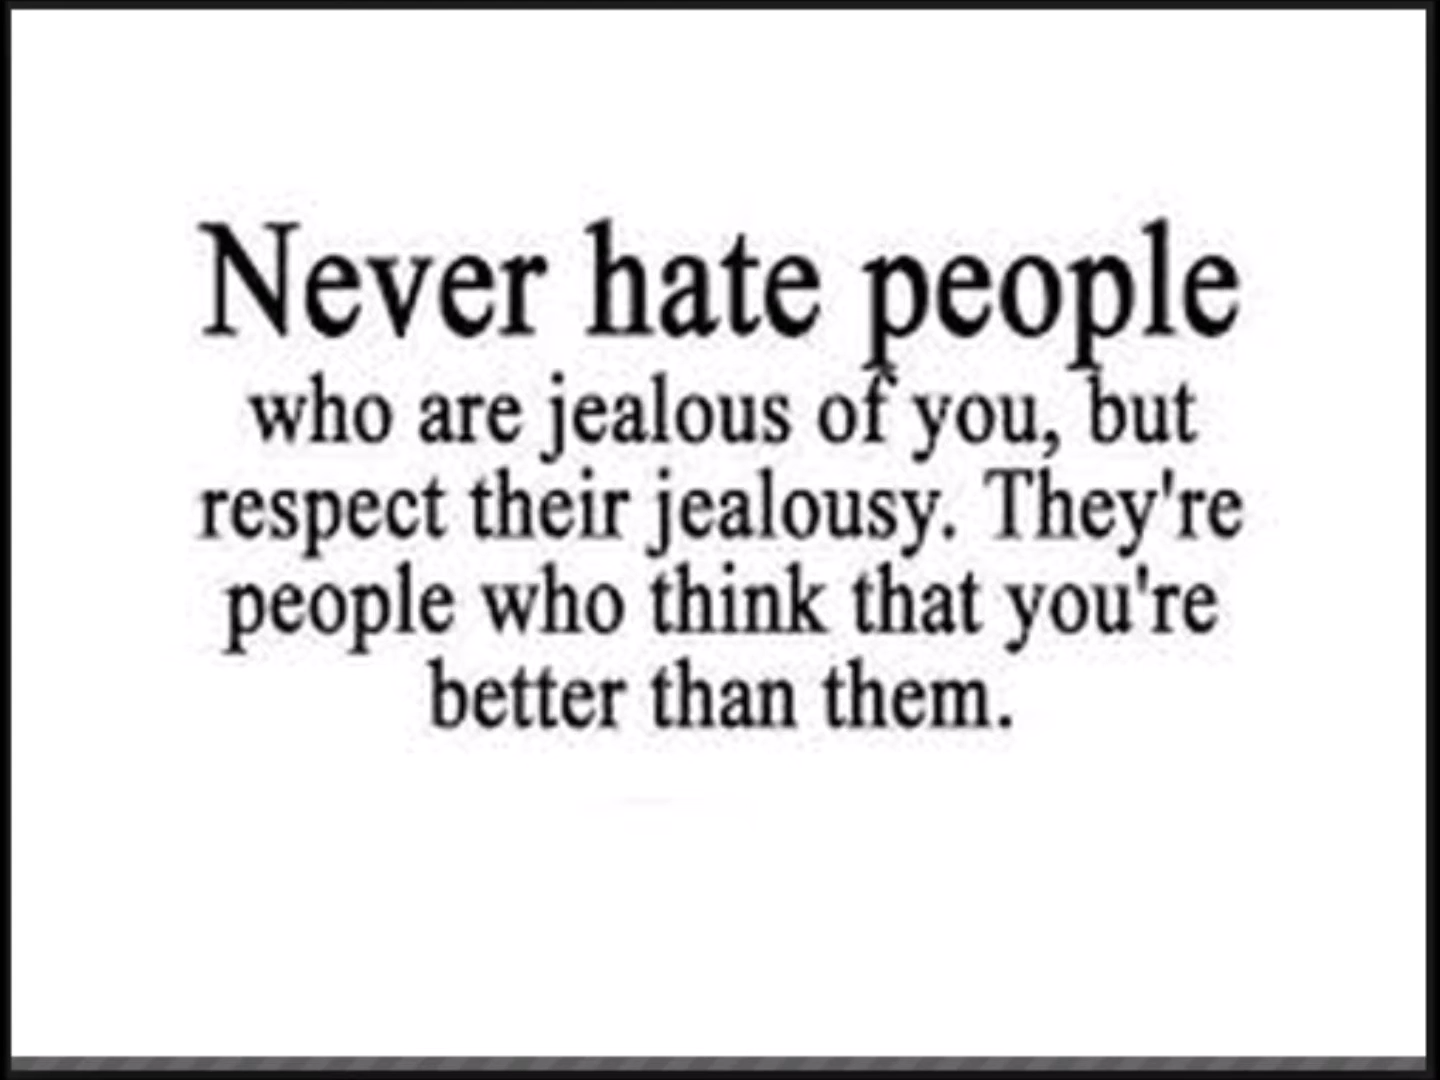 Never hate people
who are jealous of you, but
respect their jealousy. They're
people who think that you're
better than them.